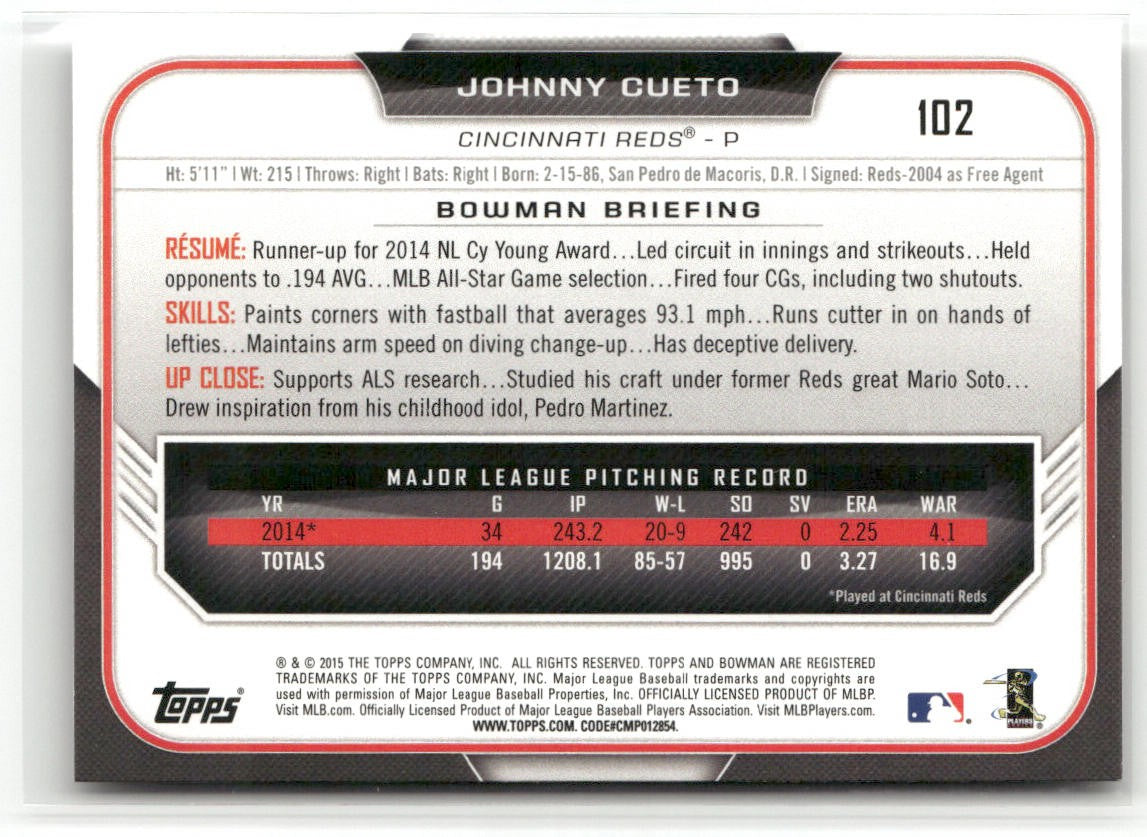 JOHNNY CUETO
102
CINCINNATI REDS® - P
Ht: 5'11" | Wt: 215 | Throws: Right | Bats: Right | Born: 2-15-86, San Pedro de Macoris, D.R. | Signed: Reds-2004 as Free Agent
BOWMAN BRIEFING
RÉSUMÉ: Runner-up for 2014 NL Cy Young Award...Led circuit in innings and strikeouts...Held
opponents to .194 AVG...MLB All-Star Game selection...Fired four CGs, including two shutouts.
SKILLS: Paints corners with fastball that averages 93.1 mph...Runs cutter in on hands of
lefties...Maintains arm speed on diving change-up...Has deceptive delivery.
UP CLOSE: Supports ALS research...Studied his craft under former Reds great Mario Soto...
Drew inspiration from his childhood idol, Pedro Martinez.
MAJOR LEAGUE PITCHING RECORD
YR G IP W-L SO SV ERA WAR
2014* 34 243.2 20-9 242 0 2.25 4.1
TOTALS 194 1208.1 85-57 995 0 3.27 16.9
*Played at Cincinnati Reds
® & © 2015 THE TOPPS COMPANY, INC. ALL RIGHTS RESERVED. TOPPS AND BOWMAN ARE REGISTERED
TRADEMARKS OF THE TOPPS COMPANY, INC. Major League Baseball trademarks and copyrights are
used with permission of Major League Baseball Properties, Inc. OFFICIALLY LICENSED PRODUCT OF MLBP.
Visit MLB.com. Officially Licensed Product of Major League Baseball Players Association. Visit MLBPlayers.com.
WWW.TOPPS.COM. CODE#CMP012854.
topps®
PLAYERS